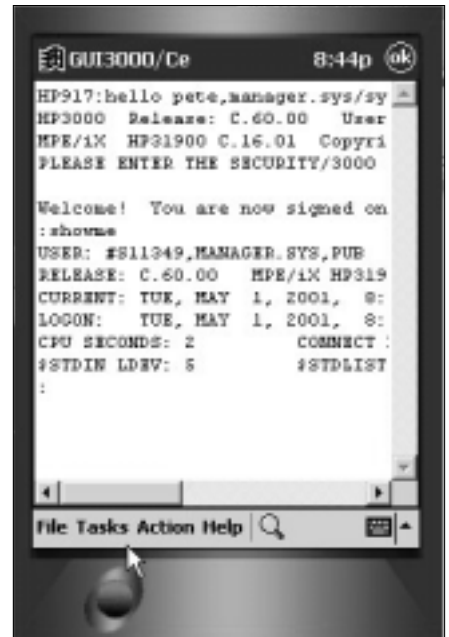 GUI3000/Ce 8:44p ok
HP917:hello pete,manager.sys/sy
HP3000 Release: C.60.00 User
MPE/iX HP31900 C.16.01 Copyri
PLEASE ENTER THE SECURITY/3000
Welcome! You are now signed on
:showme
USER: #S11349,MANAGER.SYS,PUB
RELEASE: C.60.00 MPE/iX HP319
CURRENT: TUE, MAY 1, 2001, 8:
LOGON: TUE, MAY 1, 2001, 8:
CPU SECONDS: 2 CONNECT
$STDIN LDEV: 5 $STDLIST
:
File Tasks Action Help